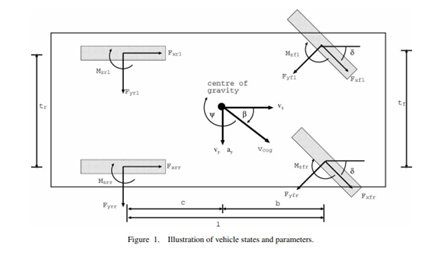 Fxrl
Mzrl
Fyrl
tr
centre of
gravity
ψ
β
vx
vy ay
vcog
Mzfl
δ
Fyfl
Fxfl
tf
Mzrr
Fxrr
Fyrr
Mzfr
δ
Fyfr
Fxfr
c
b
l
Figure 1. Illustration of vehicle states and parameters.